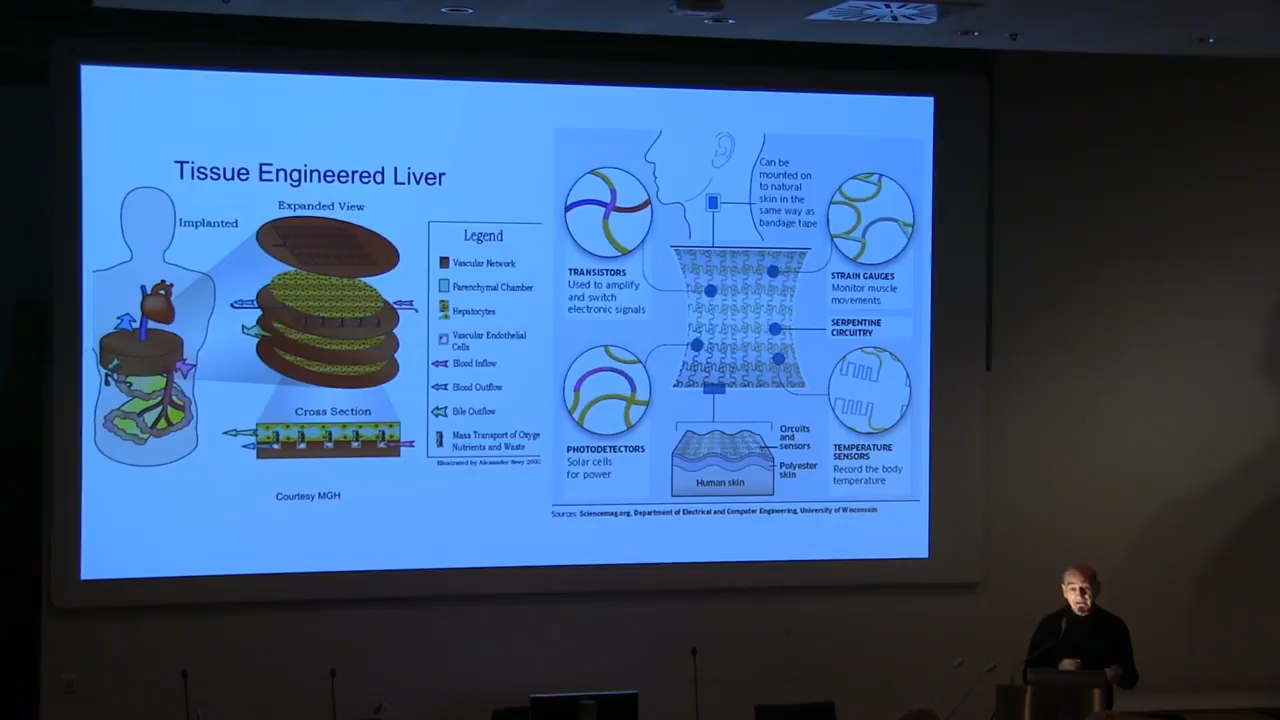 Tissue Engineered Liver
Expanded View
Implanted
Legend
Vascular Network
Parenchymal Chamber
Hepatocytes
Vascular Endothelial
Cells
Blood Inflow
Blood Outflow
Bile Outflow
Mass Transport of Oxyge
Nutrients and Waste
Cross Section
Courtesy MGH
Can be
mounted on
to natural
skin in the
same way as
bandage tape
TRANSISTORS
Used to amplify
and switch
electronic signals
STRAIN GAUGES
Monitor muscle
movements
SERPENTINE
CIRCUITRY
PHOTODETECTORS
Solar cells
for power
Circuits
and
sensors
Polyester
skin
Human skin
TEMPERATURE
SENSORS
Record the body
temperature
Sources: Sciencemag.org, Department of Electrical and Computer Engineering, University of Wisconsin